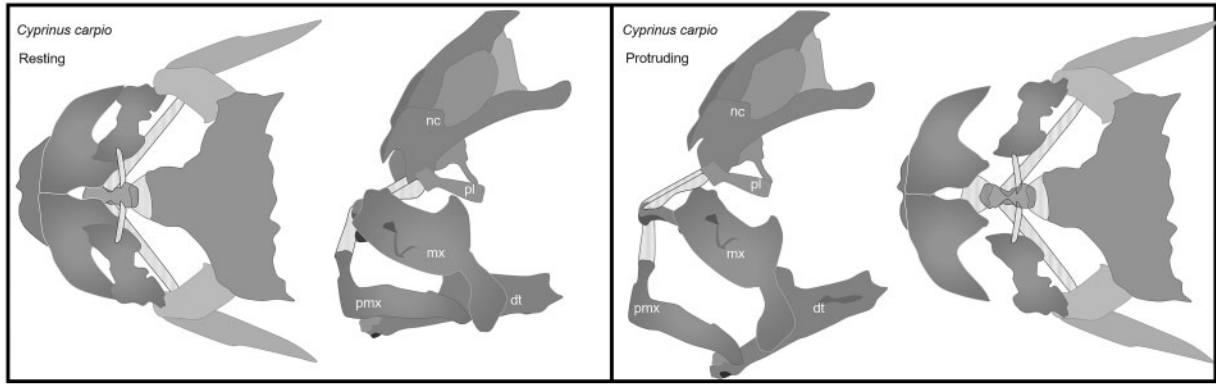 Cyprinus carpio
Resting
nc
pl
mx
pmx
dt
Cyprinus carpio
Protruding
nc
pl
mx
pmx
dt